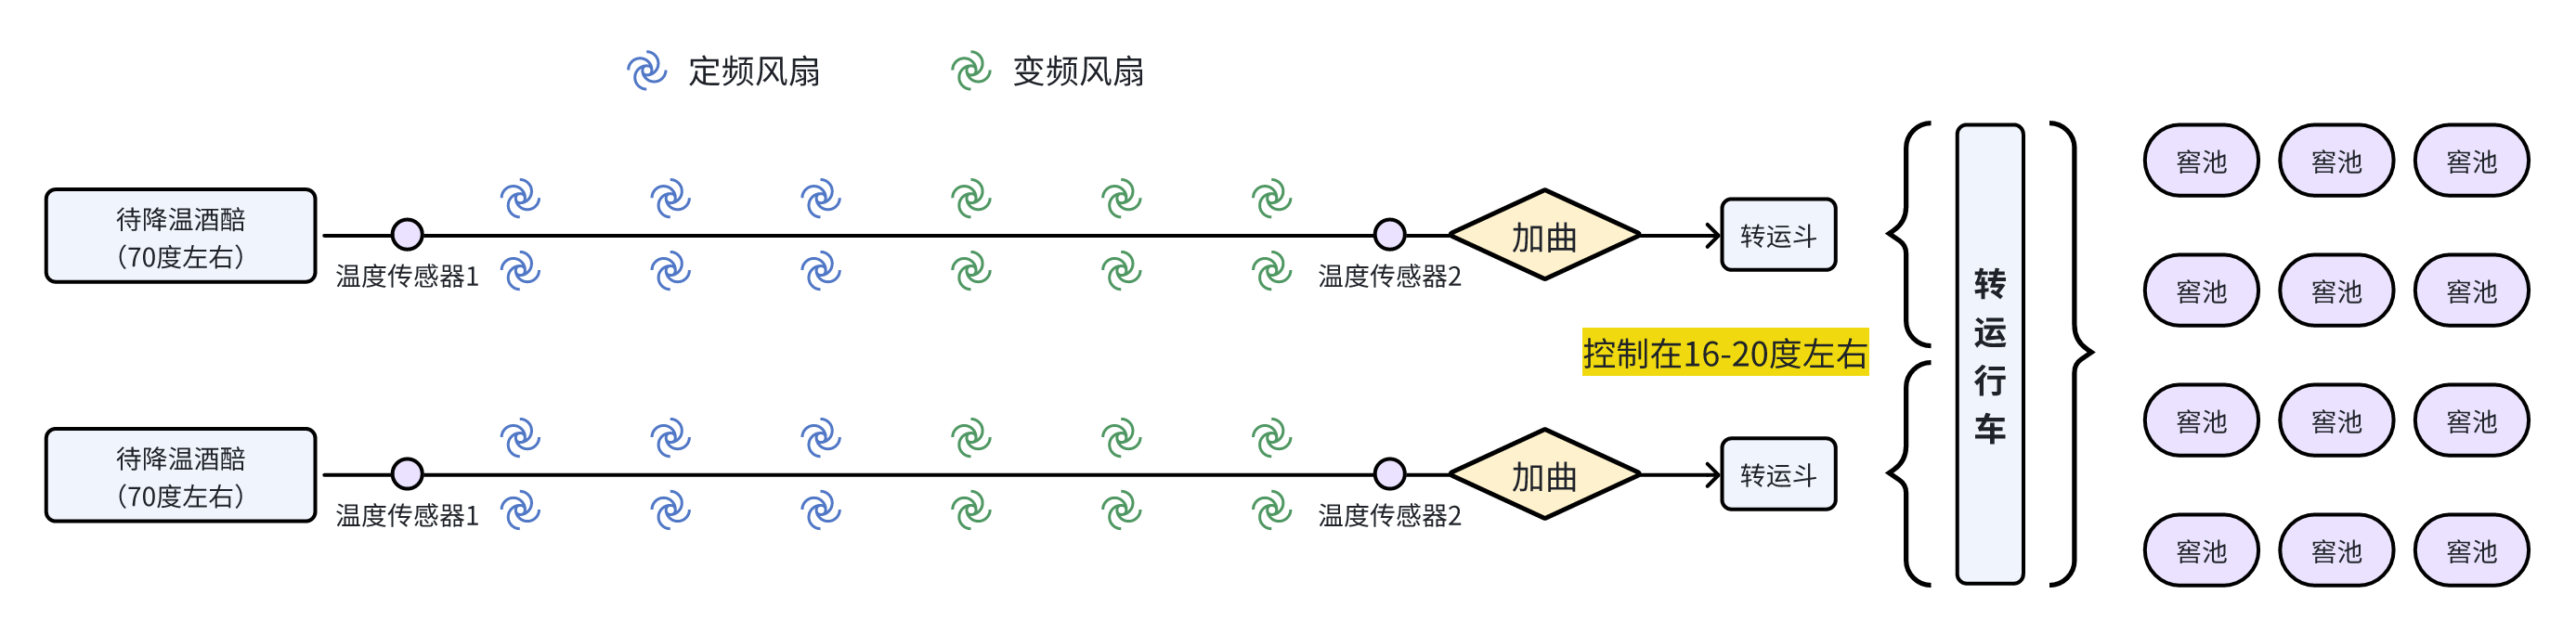 定频风扇
变频风扇
待降温酒醅
（70度左右）
温度传感器1
温度传感器2
加曲
转运斗
控制在16-20度左右
待降温酒醅
（70度左右）
温度传感器1
温度传感器2
加曲
转运斗
转
运
行
车
窖池 窖池 窖池
窖池 窖池 窖池
窖池 窖池 窖池
窖池 窖池 窖池